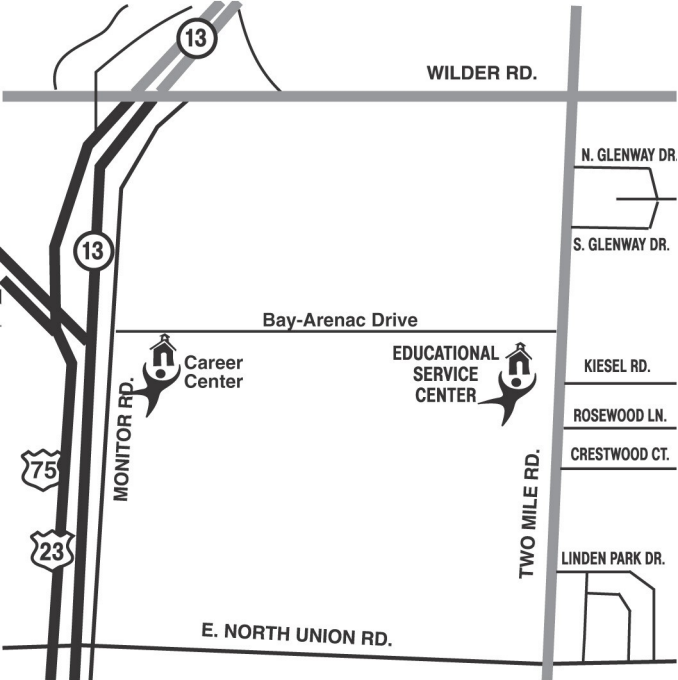 13
WILDER RD.
N. GLENWAY DR.
S. GLENWAY DR.
13
Bay-Arenac Drive
Career
Center
EDUCATIONAL
SERVICE
CENTER
KIESEL RD.
ROSEWOOD LN.
CRESTWOOD CT.
MONITOR RD.
75
TWO MILE RD.
23
LINDEN PARK DR.
E. NORTH UNION RD.